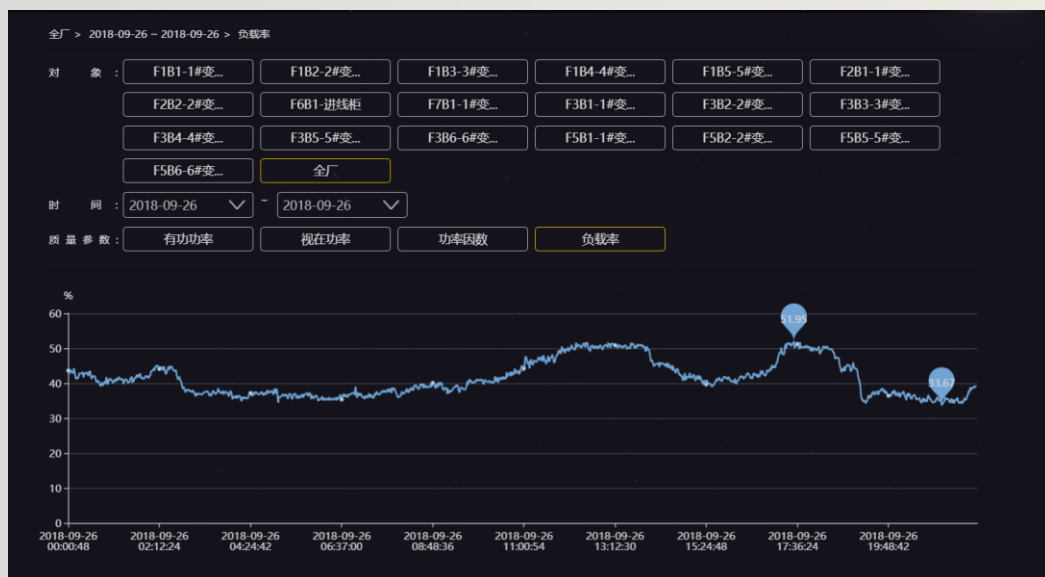 全厂 > 2018-09-26 ~ 2018-09-26 > 负载率
对 象 : F1B1-1#变... F1B2-2#变... F1B3-3#变... F1B4-4#变... F1B5-5#变... F2B1-1#变...
F2B2-2#变... F6B1-进线柜 F7B1-1#变... F3B1-1#变... F3B2-2#变... F3B3-3#变...
F3B4-4#变... F3B5-5#变... F3B6-6#变... F5B1-1#变... F5B2-2#变... F5B5-5#变...
F5B6-6#变... 全厂
时 间 : 2018-09-26 ~ 2018-09-26
质 量 参 数 : 有功功率 视在功率 功率因数 负载率
%
60
51.95
50
40
33.67
30
20
10
0
2018-09-26 2018-09-26 2018-09-26 2018-09-26 2018-09-26 2018-09-26 2018-09-26 2018-09-26 2018-09-26 2018-09-26
00:00:48 02:12:24 04:24:42 06:37:00 08:48:36 11:00:54 13:12:30 15:24:48 17:36:24 19:48:42